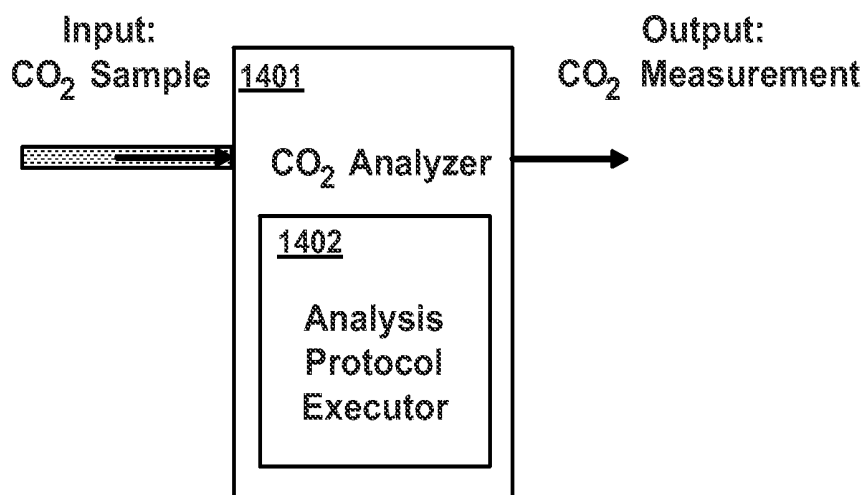 Input:
CO₂ Sample
1401
Output:
CO₂ Measurement
CO₂ Analyzer
1402
Analysis
Protocol
Executor